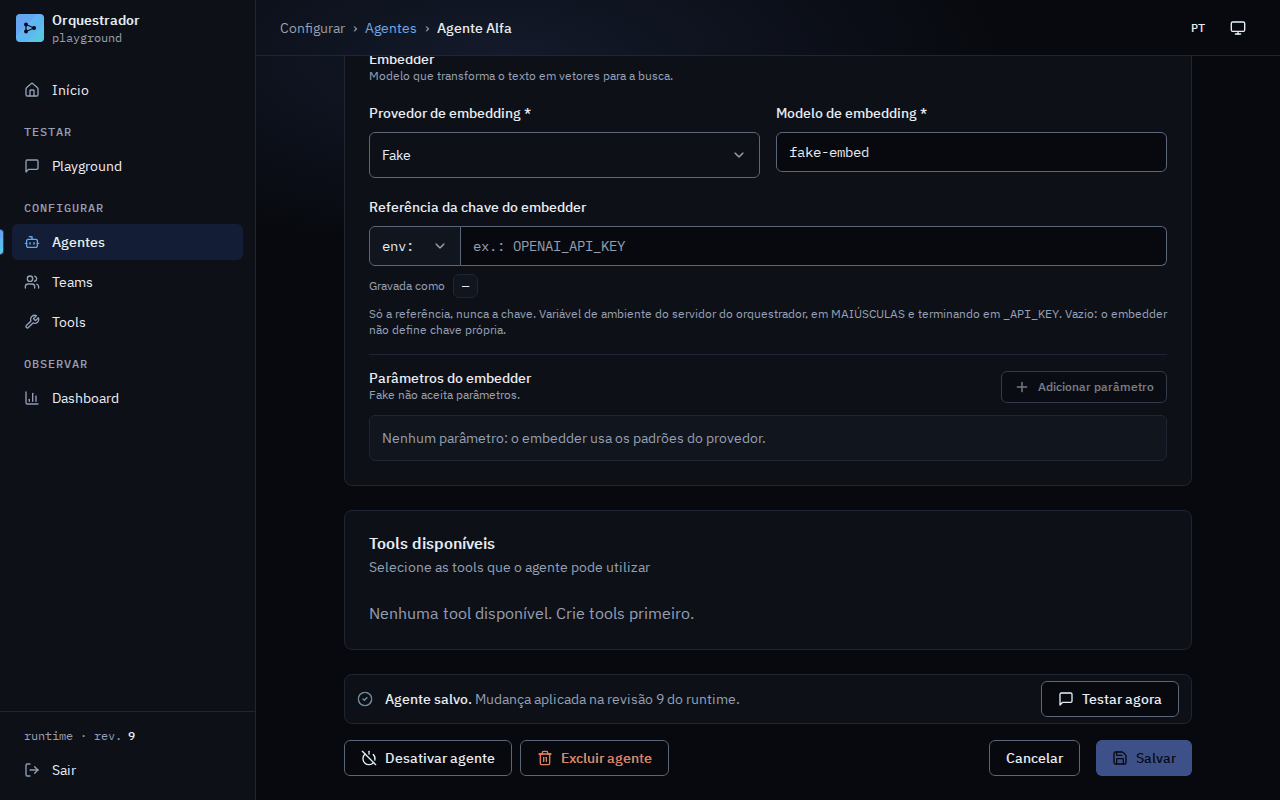 Orquestrador
playground
Configurar › Agentes › Agente Alfa
PT
Início
TESTAR
Playground
CONFIGURAR
Agentes
Teams
Tools
OBSERVAR
Dashboard
runtime · rev. 9
Sair
Embedder
Modelo que transforma o texto em vetores para a busca.
Provedor de embedding *
Modelo de embedding *
Fake
fake-embed
Referência da chave do embedder
env:
ex.: OPENAI_API_KEY
Gravada como —
Só a referência, nunca a chave. Variável de ambiente do servidor do orquestrador, em MAIÚSCULAS e terminando em _API_KEY. Vazio: o embedder
não define chave própria.
Parâmetros do embedder
Fake não aceita parâmetros.
Adicionar parâmetro
Nenhum parâmetro: o embedder usa os padrões do provedor.
Tools disponíveis
Selecione as tools que o agente pode utilizar
Nenhuma tool disponível. Crie tools primeiro.
Agente salvo. Mudança aplicada na revisão 9 do runtime.
Testar agora
Desativar agente
Excluir agente
Cancelar
Salvar